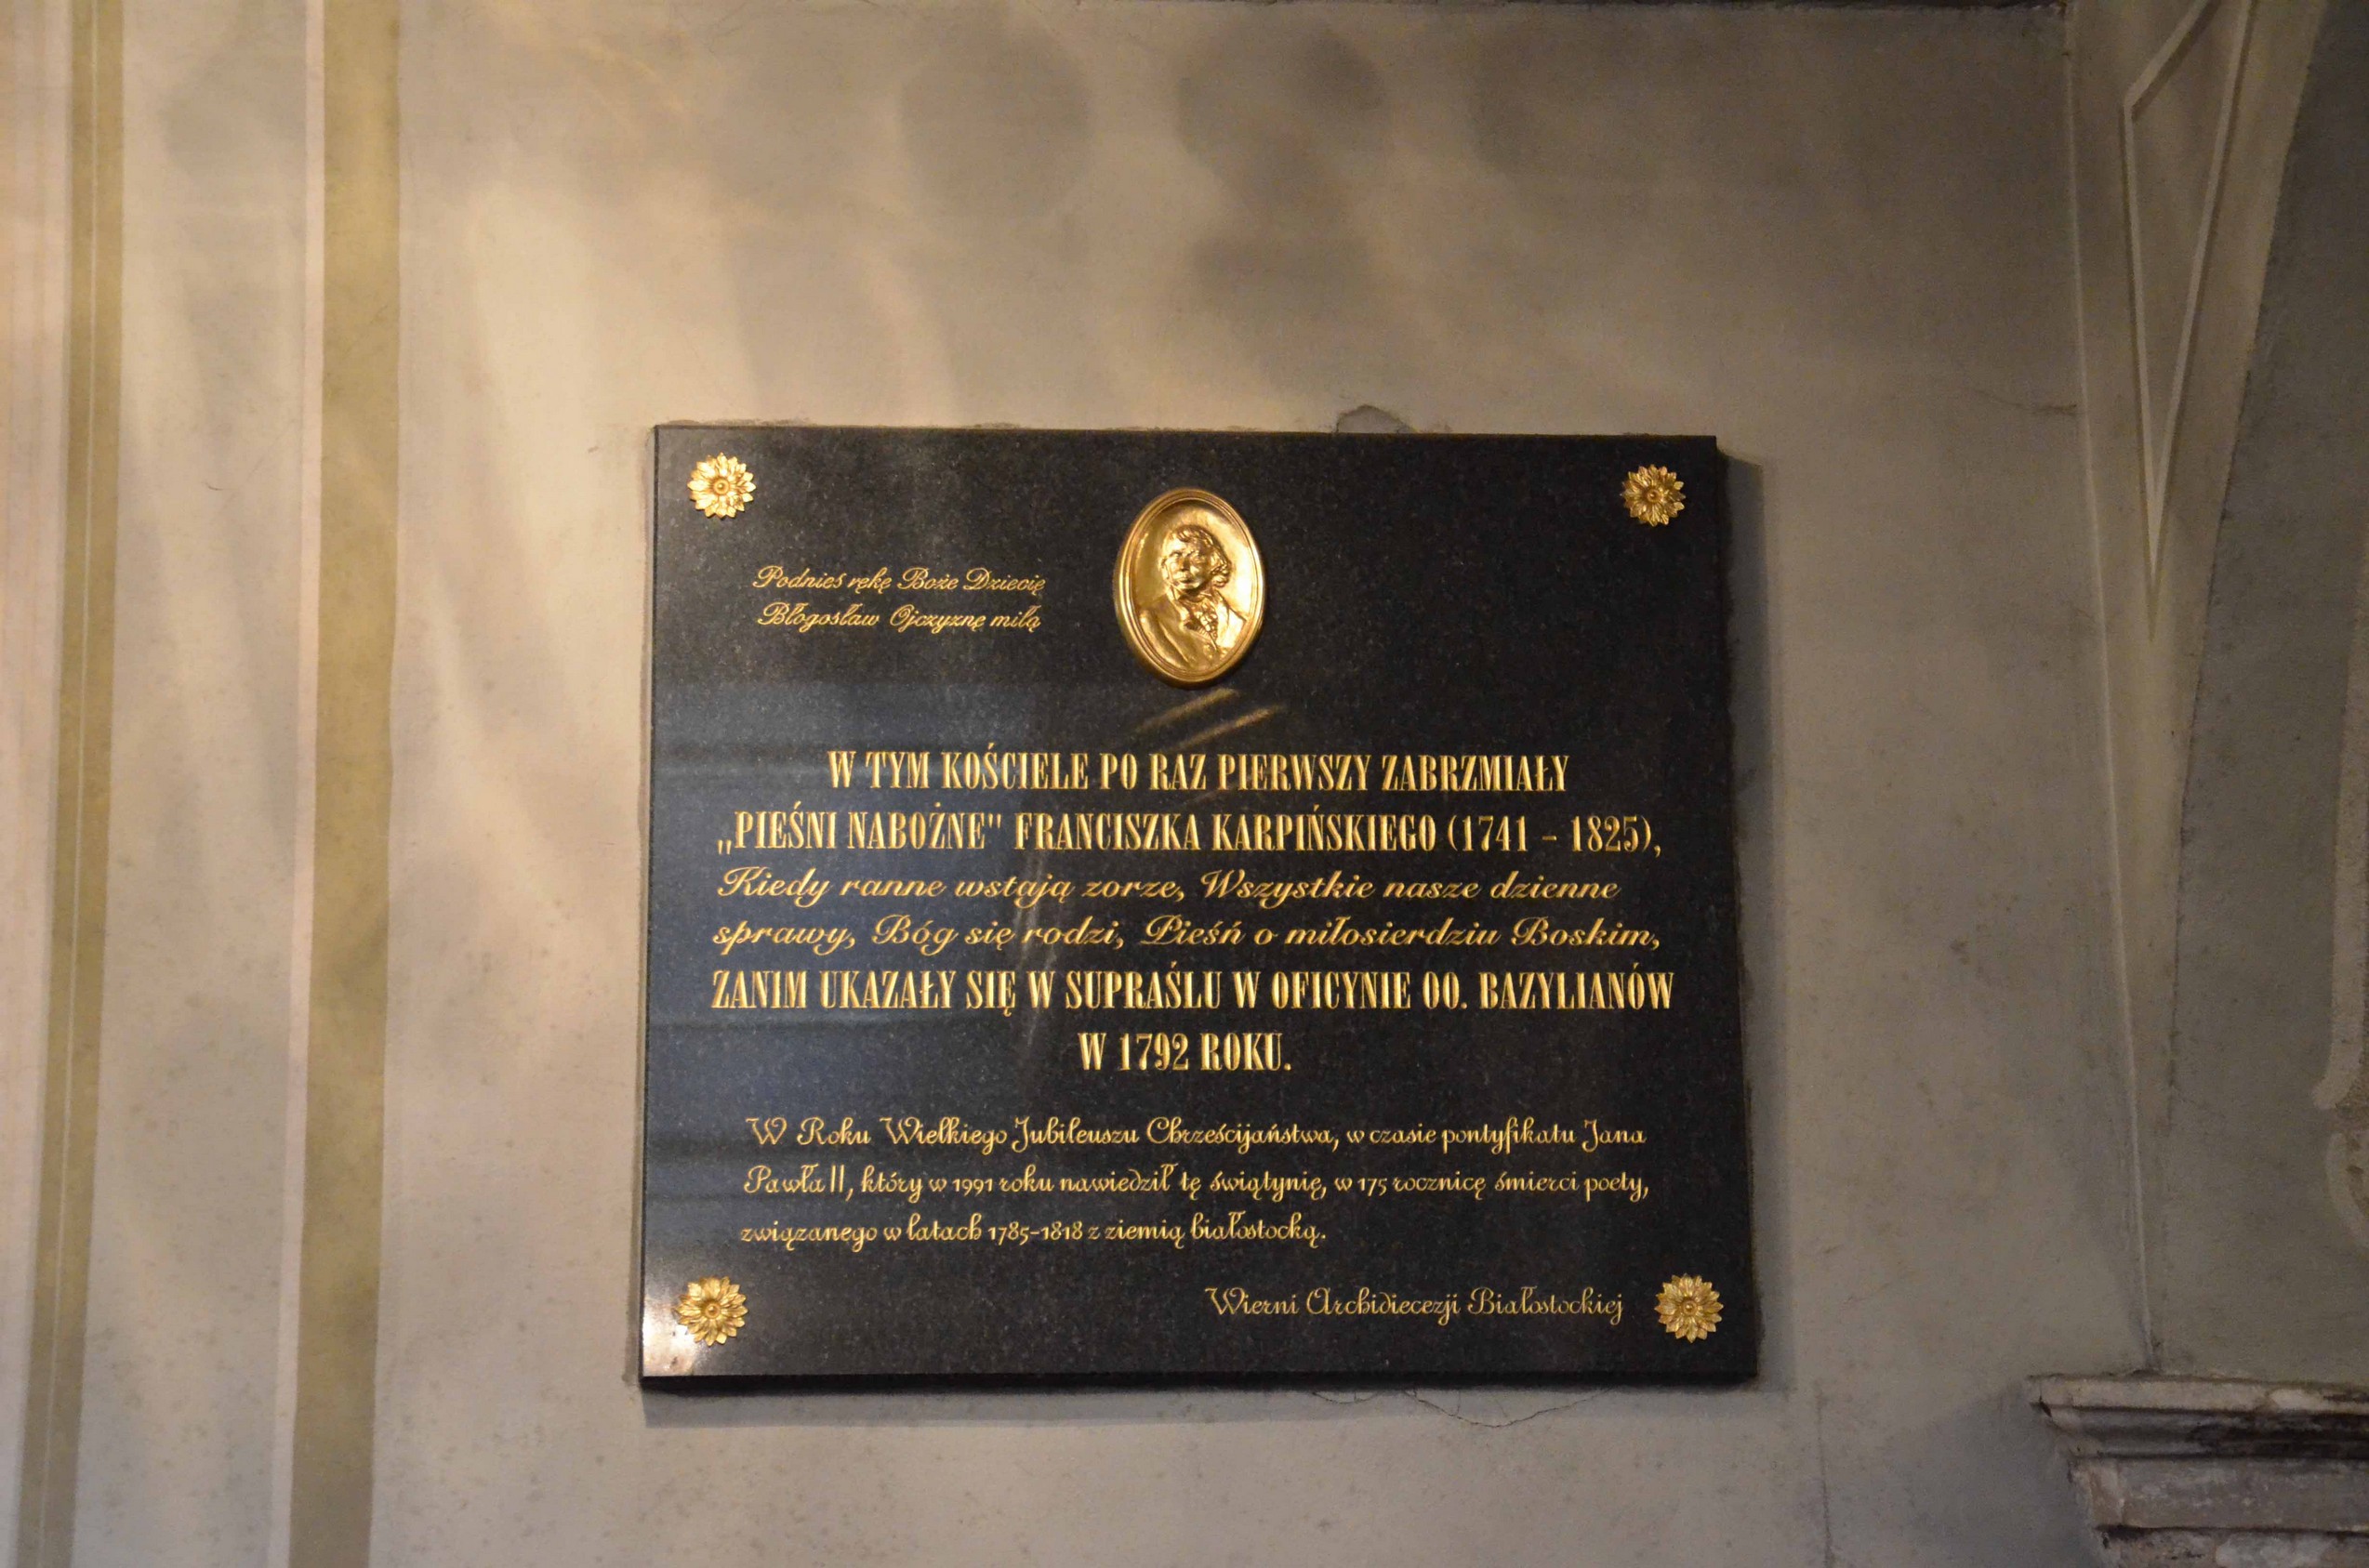 Podnieś rękę Boże Dziecię
Błogosław Ojczyznę miłą
W TYM KOŚCIELE PO RAZ PIERWSZY ZABRZMIAŁY
„PIEŚNI NABOŻNE" FRANCISZKA KARPIŃSKIEGO (1741 - 1825),
Kiedy ranne wstają zorze, Wszystkie nasze dzienne
sprawy, Bóg się rodzi, Pieśń o miłosierdziu Boskim,
ZANIM UKAZAŁY SIĘ W SUPRAŚLU W OFICYNIE OO. BAZYLIANÓW
W 1792 ROKU.
W Roku Wielkiego Jubileuszu Chrześcijaństwa, w czasie pontyfikatu Jana
Pawła II, który w 1991 roku nawiedził tę świątynię, w 175 rocznicę śmierci poety,
związanego w latach 1785-1818 z ziemią białostocką.
Wierni Archidiecezji Białostockiej